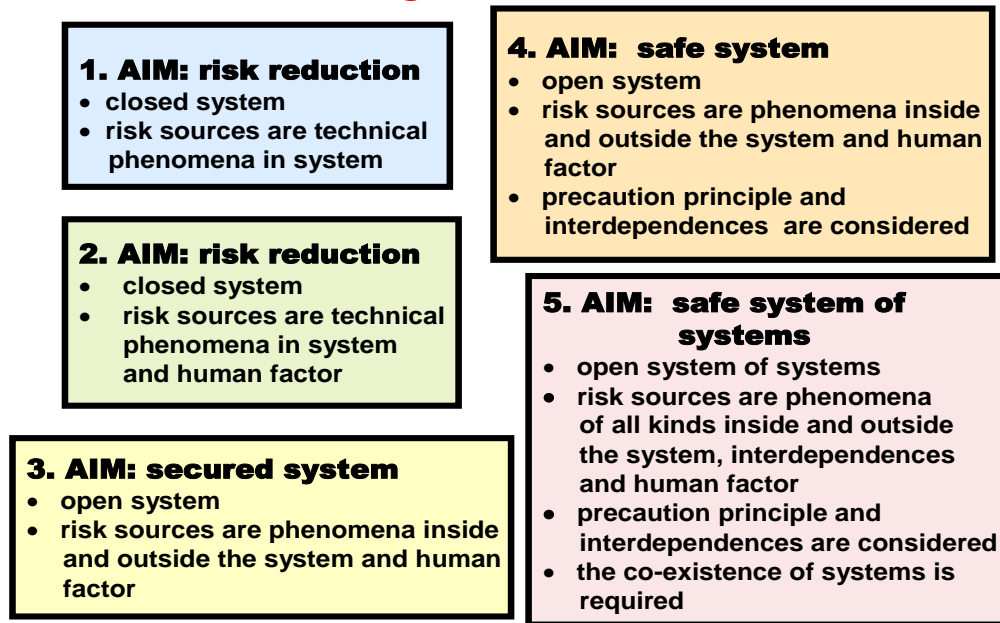 1. AIM: risk reduction
• closed system
• risk sources are technical
phenomena in system
2. AIM: risk reduction
• closed system
• risk sources are technical
phenomena in system
and human factor
3. AIM: secured system
• open system
• risk sources are phenomena inside
and outside the system and human
factor
4. AIM: safe system
• open system
• risk sources are phenomena inside
and outside the system and human
factor
• precaution principle and
interdependences are considered
5. AIM: safe system of
systems
• open system of systems
• risk sources are phenomena
of all kinds inside and outside
the system, interdependences
and human factor
• precaution principle and
interdependences are considered
• the co-existence of systems is
required